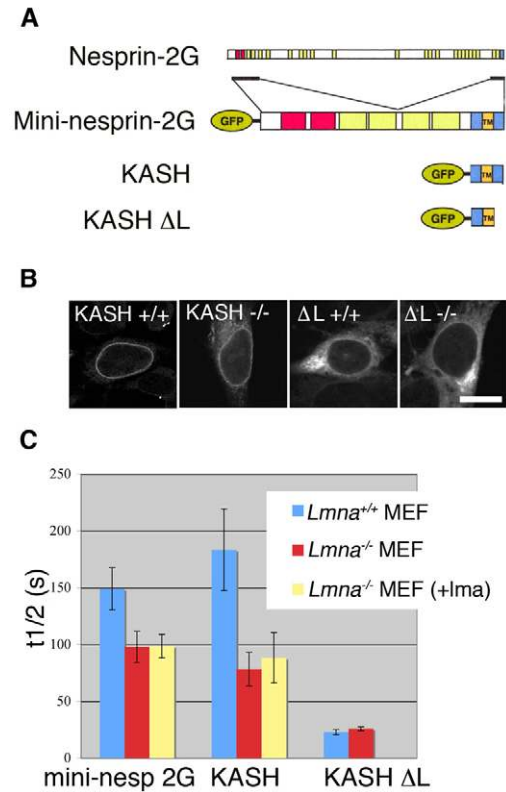 A
Nesprin-2G
Mini-nesprin-2G
GFP
TM
KASH
GFP
TM
KASH ΔL
GFP
TM
B
KASH +/+
KASH -/-
ΔL +/+
ΔL -/-
C
250
200
150
100
50
0
t1/2 (s)
Lmna+/+ MEF
Lmna-/- MEF
Lmna-/- MEF (+lma)
mini-nesp 2G
KASH
KASH ΔL